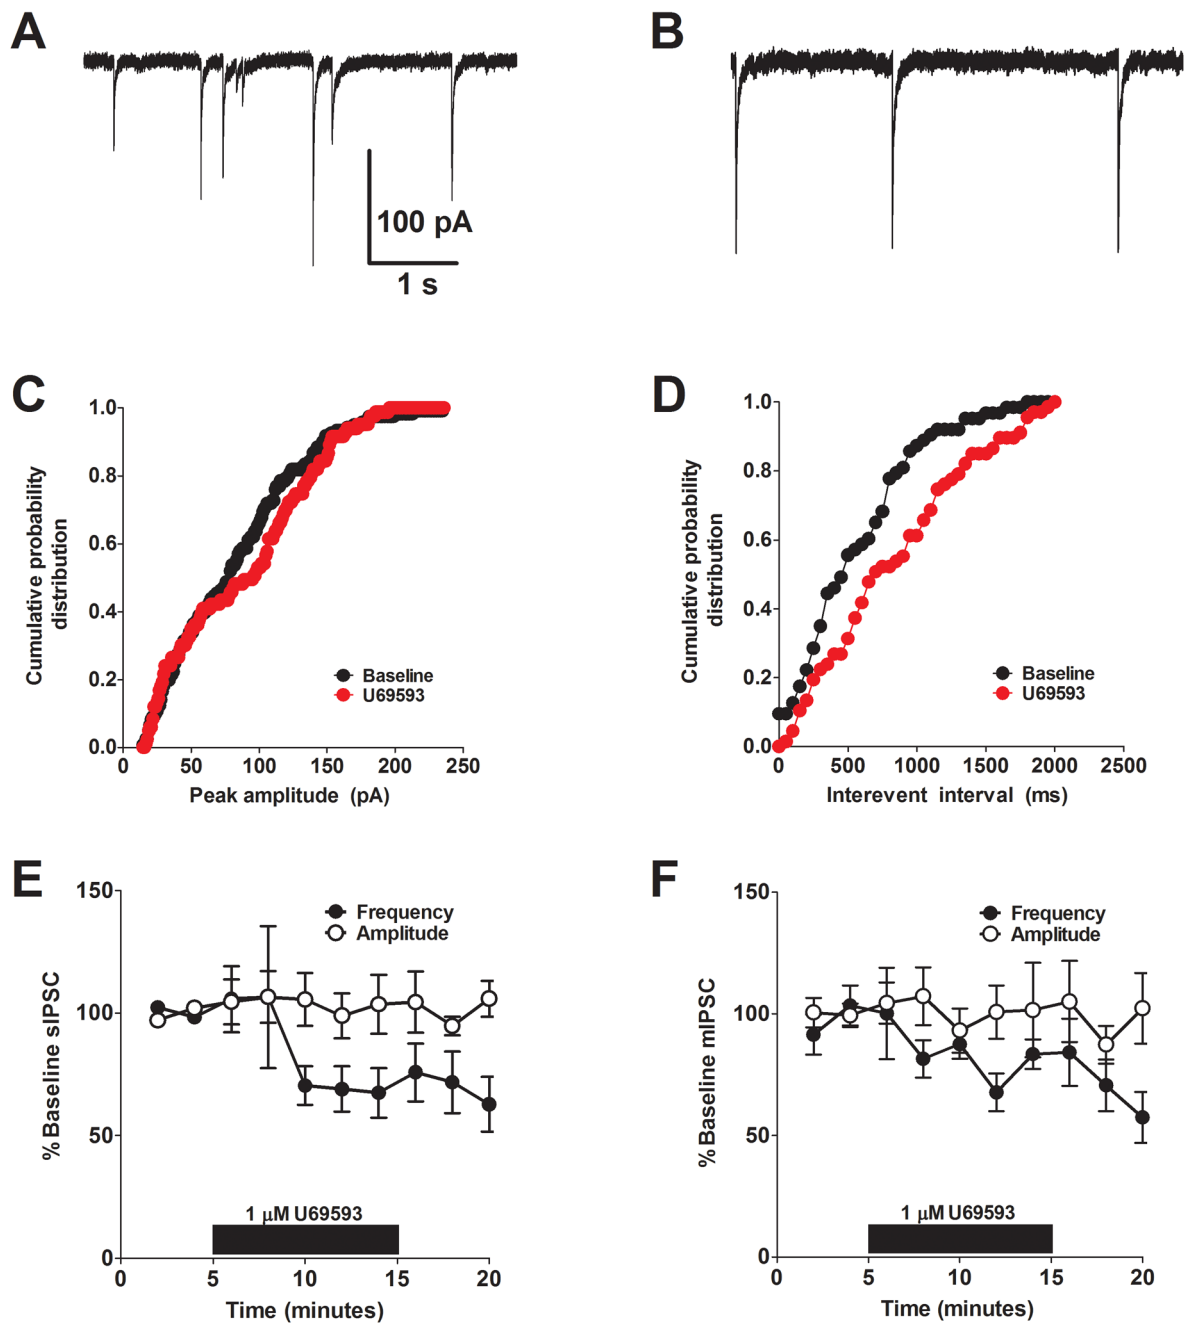 A
B
100 pA
1 s
C
1.0
0.8
0.6
0.4
0.2
0.0
Cumulative probability
distribution
Baseline
U69593
0 50 100 150 200 250
Peak amplitude (pA)
D
1.0
0.8
0.6
0.4
0.2
0.0
Cumulative probability
distribution
Baseline
U69593
0 500 1000 1500 2000 2500
Interevent interval (ms)
E
150
100
50
0
% Baseline sIPSC
Frequency
Amplitude
1 μM U69593
0 5 10 15 20
Time (minutes)
F
150
100
50
0
% Baseline mIPSC
Frequency
Amplitude
1 μM U69593
0 5 10 15 20
Time (minutes)